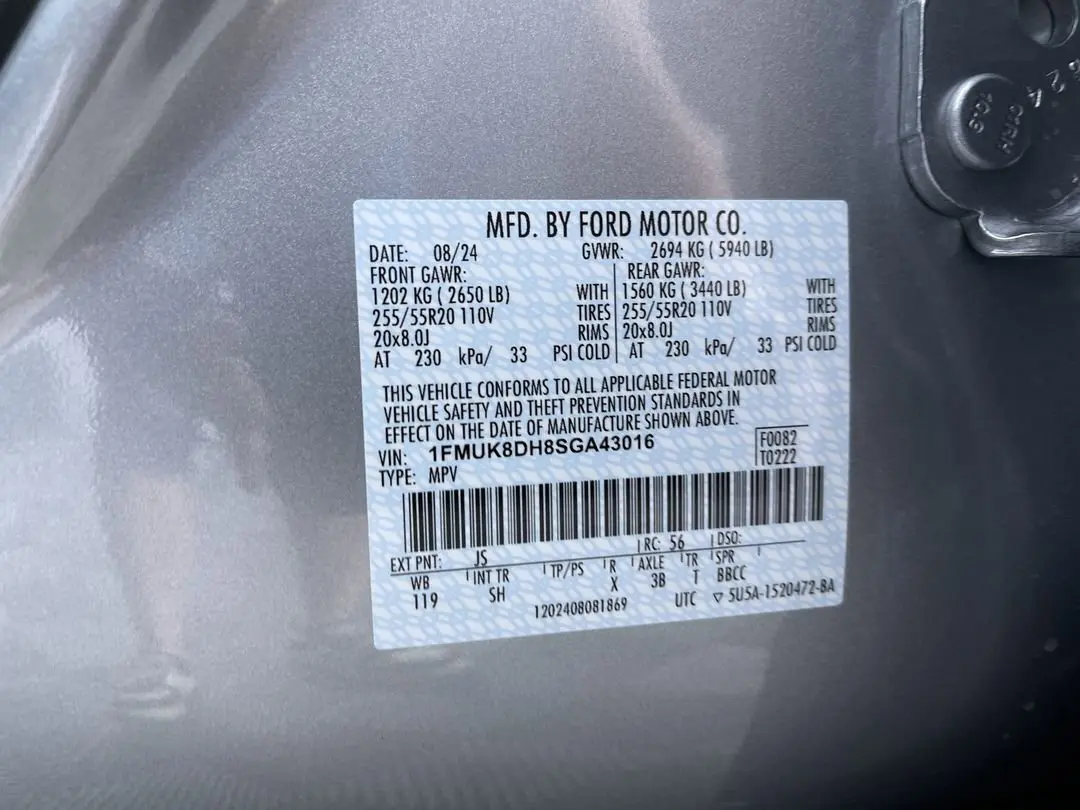 MFD. BY FORD MOTOR CO.
DATE: 08/24 GVWR: 2694 KG ( 5940 LB)
FRONT GAWR: REAR GAWR:
1202 KG ( 2650 LB) WITH 1560 KG ( 3440 LB) WITH
255/55R20 110V TIRES 255/55R20 110V TIRES
20x8.0J RIMS 20x8.0J RIMS
AT 230 kPa/ 33 PSI COLD AT 230 kPa/ 33 PSI COLD
THIS VEHICLE CONFORMS TO ALL APPLICABLE FEDERAL MOTOR
VEHICLE SAFETY AND THEFT PREVENTION STANDARDS IN
EFFECT ON THE DATE OF MANUFACTURE SHOWN ABOVE.
VIN: 1FMUK8DH8SGA43016 F0082
TYPE: MPV T0222
EXT PNT: JS RC: 56 DSO:
WB INT TR TP/PS R AXLE TR SPR
119 SH X 3B T BBCC
1202408081869 UTC ▽ 5U5A-1520472-BA
10.9